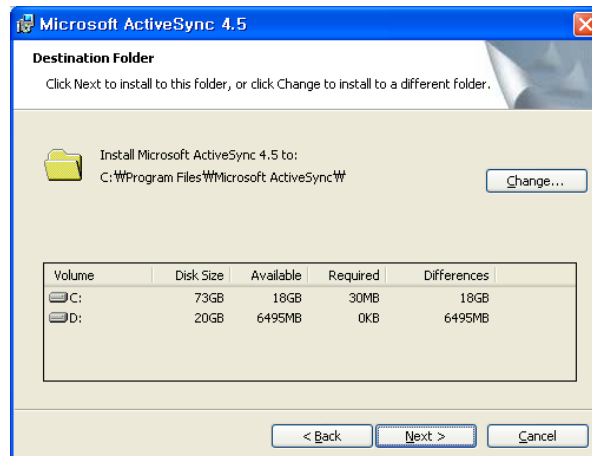 Microsoft ActiveSync 4.5
Destination Folder
Click Next to install to this folder, or click Change to install to a different folder.
Install Microsoft ActiveSync 4.5 to:
C:₩Program Files₩Microsoft ActiveSync₩
Change...
Volume Disk Size Available Required Differences
C: 73GB 18GB 30MB 18GB
D: 20GB 6495MB 0KB 6495MB
< Back Next > Cancel